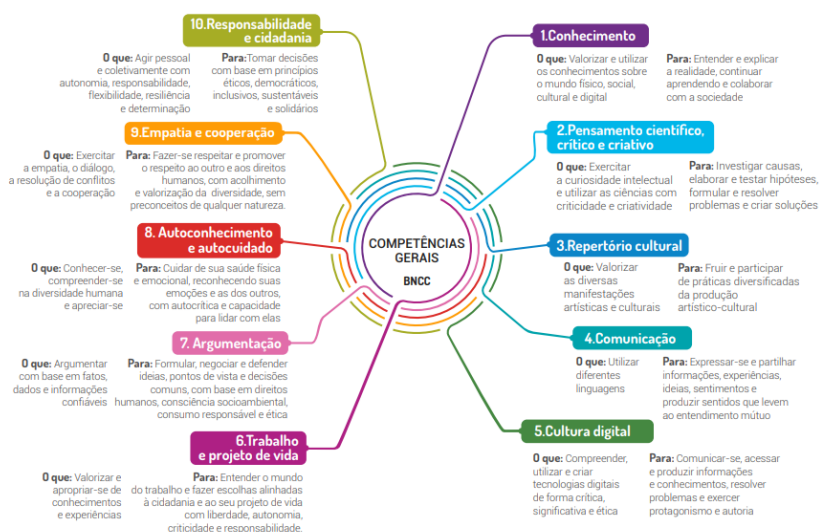 COMPETÊNCIAS
GERAIS
BNCC
1.Conhecimento
O que: Valorizar e utilizar
os conhecimentos sobre
o mundo físico, social,
cultural e digital
Para: Entender e explicar
a realidade, continuar
aprendendo e colaborar
com a sociedade
2.Pensamento científico,
crítico e criativo
O que: Exercitar
a curiosidade intelectual
e utilizar as ciências com
criticidade e criatividade
Para: Investigar causas,
elaborar e testar hipóteses,
formular e resolver
problemas e criar soluções
3.Repertório cultural
O que: Valorizar
as diversas
manifestações
artísticas e culturais
Para: Fruir e participar
de práticas diversificadas
da produção
artístico-cultural
4.Comunicação
O que: Utilizar
diferentes
linguagens
Para: Expressar-se e partilhar
informações, experiências,
ideias, sentimentos e
produzir sentidos que levem
ao entendimento mútuo
5.Cultura digital
O que: Compreender,
utilizar e criar
tecnologias digitais
de forma crítica,
significativa e ética
Para: Comunicar-se, acessar
e produzir informações
e conhecimentos, resolver
problemas e exercer
protagonismo e autoria
6.Trabalho
e projeto de vida
O que: Valorizar e
apropriar-se de
conhecimentos
e experiências
Para: Entender o mundo
do trabalho e fazer escolhas alinhadas
à cidadania e ao seu projeto de vida
com liberdade, autonomia,
criticidade e responsabilidade.
7. Argumentação
O que: Argumentar
com base em fatos,
dados e informações
confiáveis
Para: Formular, negociar e defender
ideias, pontos de vista e decisões
comuns, com base em direitos
humanos, consciência socioambiental,
consumo responsável e ética
8. Autoconhecimento
e autocuidado
O que: Conhecer-se,
compreender-se
na diversidade humana
e apreciar-se
Para: Cuidar de sua saúde física
e emocional, reconhecendo suas
emoções e as dos outros,
com autocrítica e capacidade
para lidar com elas
9.Empatia e cooperação
O que: Exercitar
a empatia, o diálogo,
a resolução de conflitos
e a cooperação
Para: Fazer-se respeitar e promover
o respeito ao outro e aos direitos
humanos, com acolhimento
e valorização da diversidade, sem
preconceitos de qualquer natureza.
10.Responsabilidade
e cidadania
O que: Agir pessoal
e coletivamente com
autonomia, responsabilidade,
flexibilidade, resiliência
e determinação
Para:Tomar decisões
com base em princípios
éticos, democráticos,
inclusivos, sustentáveis
e solidários